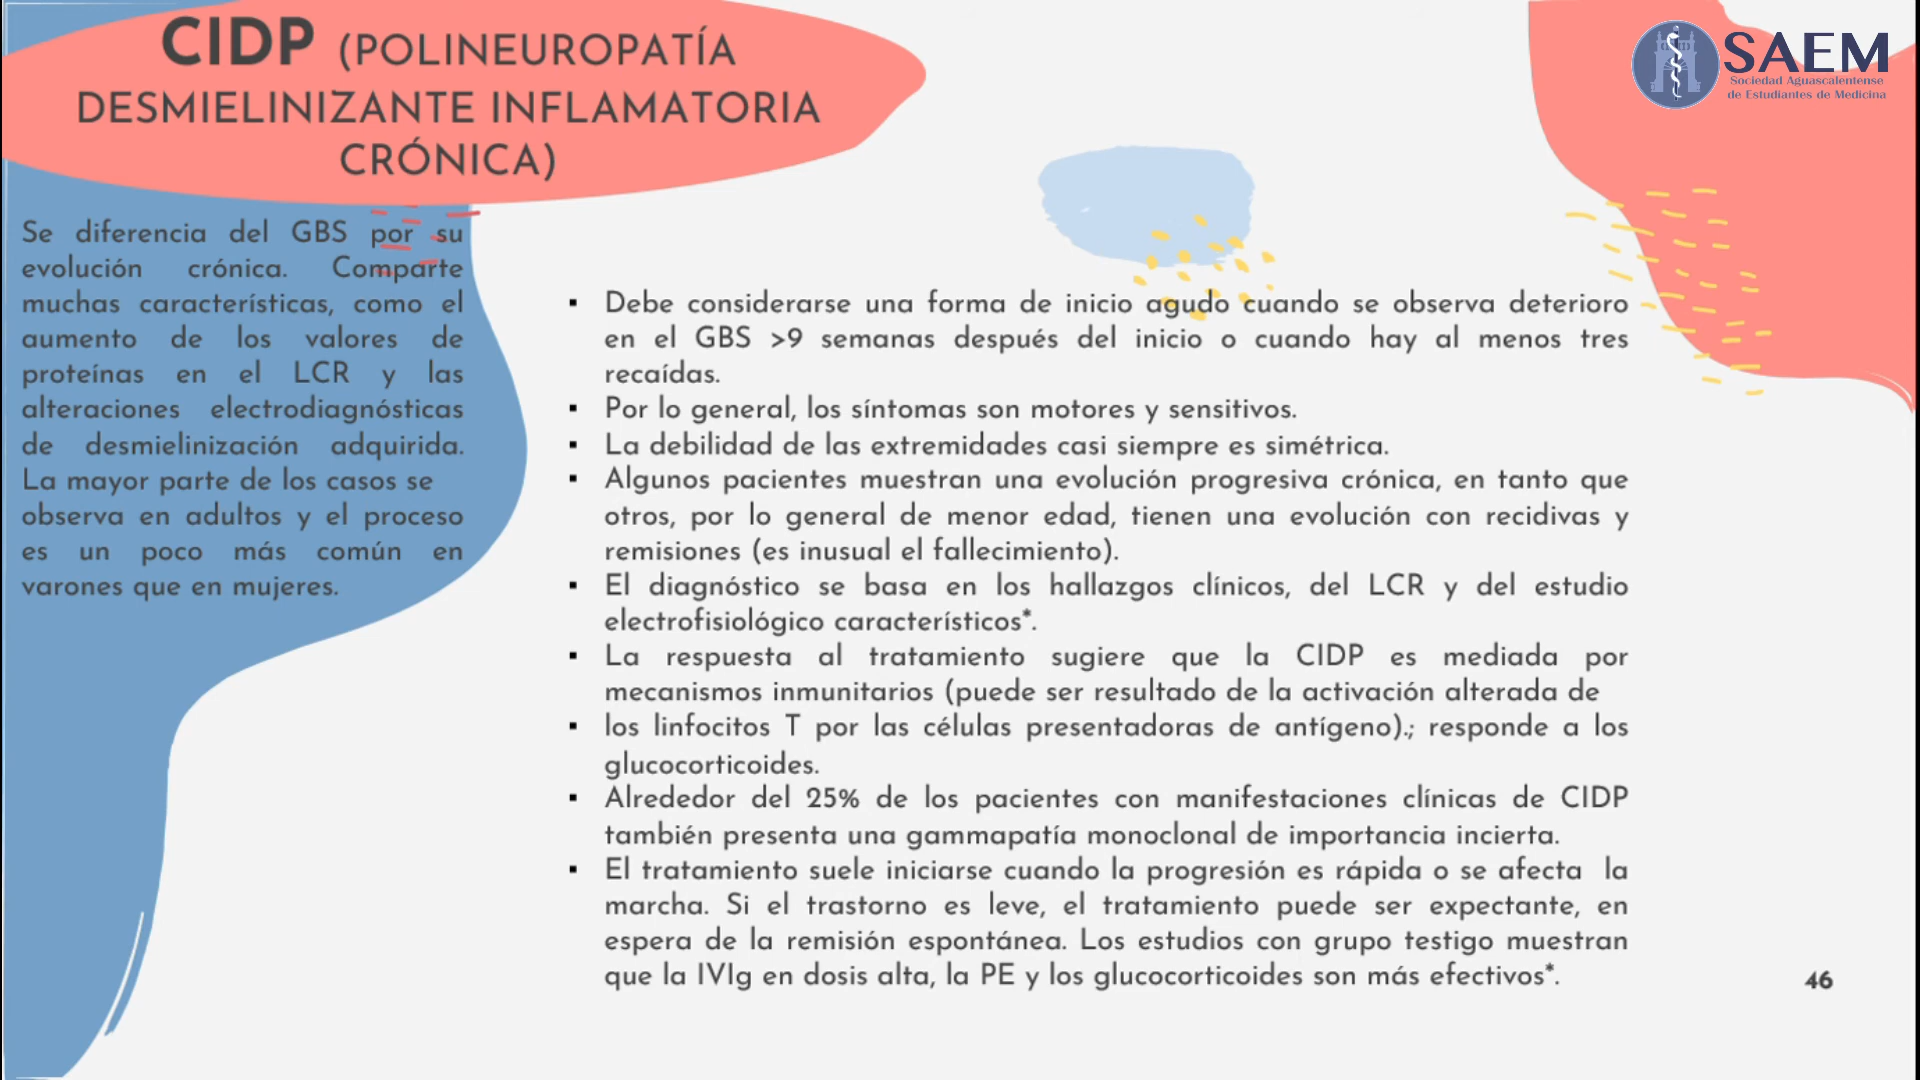 CIDP (POLINEUROPATÍA
DESMIELINIZANTE INFLAMATORIA
CRÓNICA)
SAEM
Sociedad Aguascalentense
de Estudiantes de Medicina
Se diferencia del GBS por su
evolución crónica. Comparte
muchas características, como el
aumento de los valores de
proteínas en el LCR y las
alteraciones electrodiagnósticas
de desmielinización adquirida.
La mayor parte de los casos se
observa en adultos y el proceso
es un poco más común en
varones que en mujeres.
▪ Debe considerarse una forma de inicio agudo cuando se observa deterioro
en el GBS >9 semanas después del inicio o cuando hay al menos tres
recaídas.
▪ Por lo general, los síntomas son motores y sensitivos.
▪ La debilidad de las extremidades casi siempre es simétrica.
▪ Algunos pacientes muestran una evolución progresiva crónica, en tanto que
otros, por lo general de menor edad, tienen una evolución con recidivas y
remisiones (es inusual el fallecimiento).
▪ El diagnóstico se basa en los hallazgos clínicos, del LCR y del estudio
electrofisiológico característicos*.
▪ La respuesta al tratamiento sugiere que la CIDP es mediada por
mecanismos inmunitarios (puede ser resultado de la activación alterada de
▪ los linfocitos T por las células presentadoras de antígeno).; responde a los
glucocorticoides.
▪ Alrededor del 25% de los pacientes con manifestaciones clínicas de CIDP
también presenta una gammapatía monoclonal de importancia incierta.
▪ El tratamiento suele iniciarse cuando la progresión es rápida o se afecta la
marcha. Si el trastorno es leve, el tratamiento puede ser expectante, en
espera de la remisión espontánea. Los estudios con grupo testigo muestran
que la IVIg en dosis alta, la PE y los glucocorticoides son más efectivos*.
46